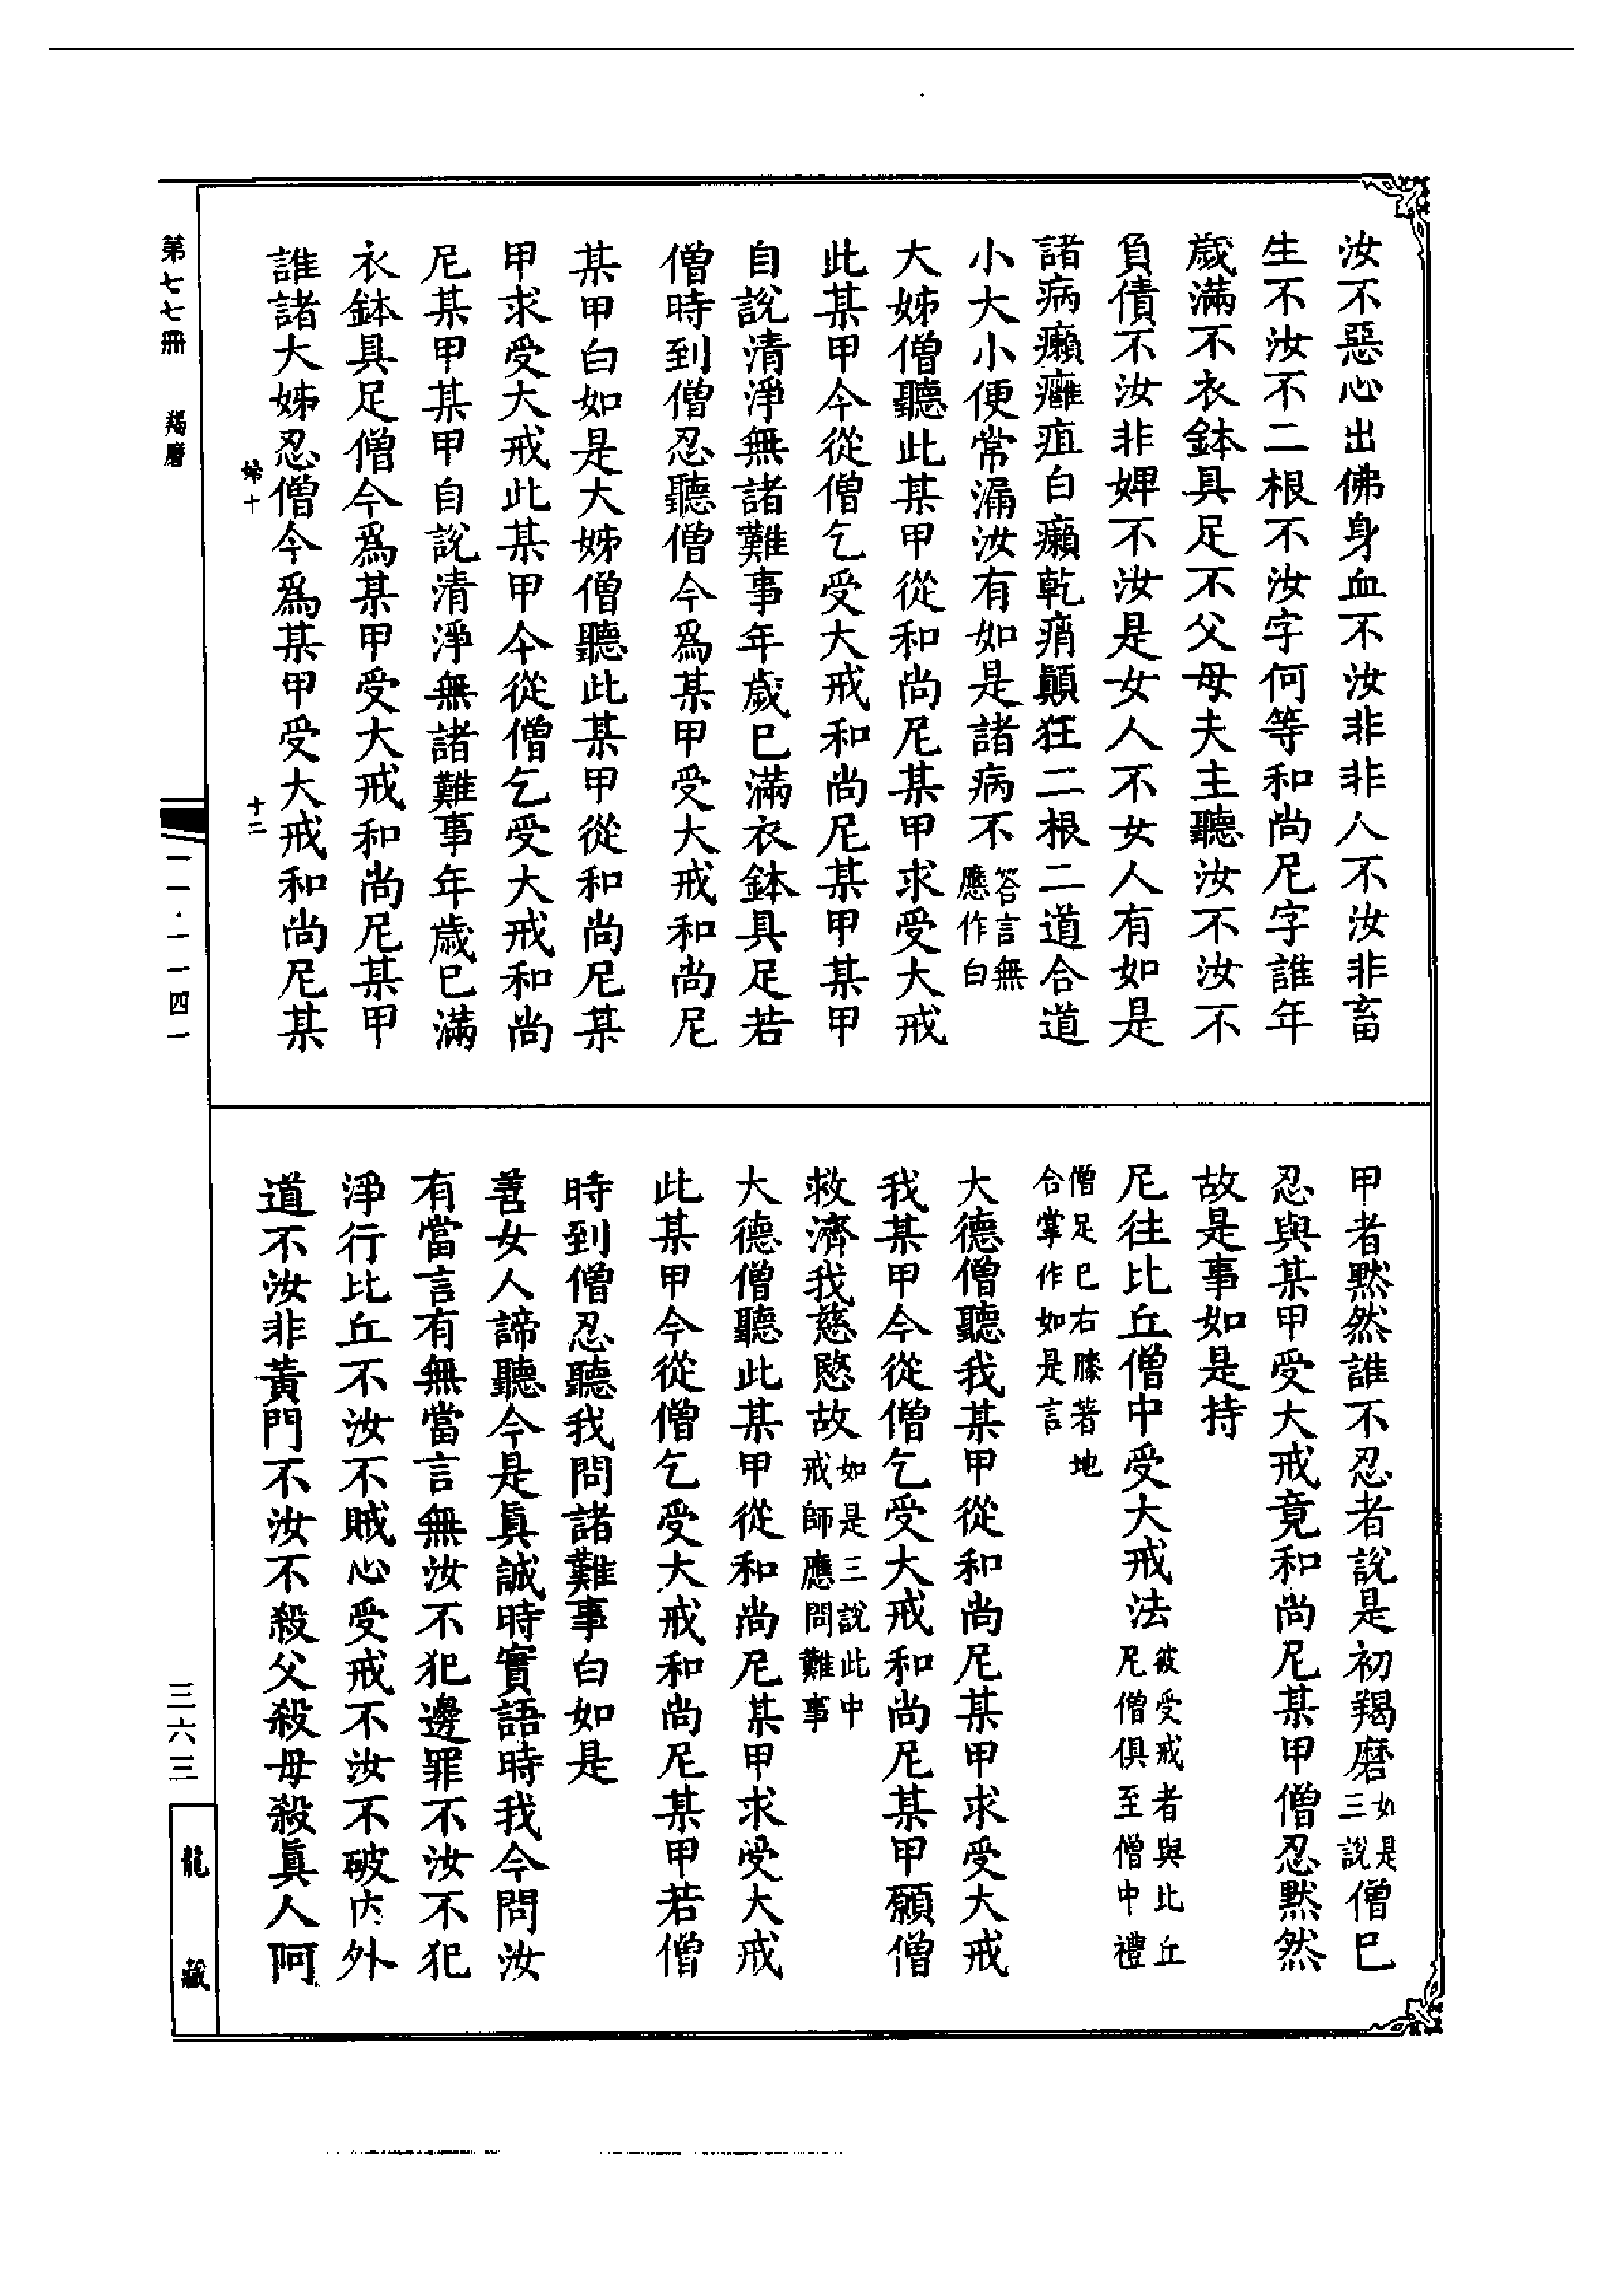 汝不惡心出佛身血不汝非非人不汝非畜
生不汝不二根不汝字何等和尚尼字誰年
歲滿不衣鉢具足不父母夫主聽汝不汝不
負債不汝非婢不汝是女人不女人有如是
諸病癩癰疽白癩乾痟顛狂二根二道合道
小大小便常漏汝有如是諸病不答言無應作白
大姊僧聽此某甲從和尚尼某甲求受大戒
此某甲今從僧乞受大戒和尚尼某甲某甲
自說清淨無諸難事年歲已滿衣鉢具足若
僧時到僧忍聽僧今爲某甲受大戒和尚尼
某甲白如是大姊僧聽此某甲從和尚尼某
甲求受大戒此某甲今從僧乞受大戒和尚
尼某甲某甲自說清淨無諸難事年歲已滿
衣鉢具足僧今爲某甲受大戒和尚尼某甲
誰諸大姊忍僧今爲某甲受大戒和尚尼某
甲者默然誰不忍者說是初羯磨如是三說僧已
忍與某甲受大戒竟和尚尼某甲僧忍默然
故是事如是持
尼往比丘僧中受大戒法彼受戒者與比丘尼僧俱至僧中禮
僧足已右膝著地合掌作如是言
大德僧聽我某甲從和尚尼某甲求受大戒
我某甲今從僧乞受大戒和尚尼某甲願僧
救濟我慈愍故如是三說此中戒師應問難事
大德僧聽此某甲從和尚尼某甲求受大戒
此某甲今從僧乞受大戒和尚尼某甲若僧
時到僧忍聽我問諸難事白如是
善女人諦聽今是眞誠時實語時我今問汝
有當言有無當言無汝不犯邊罪不汝不犯
淨行比丘不汝不賊心受戒不汝不破内外
道不汝非黃門不汝不殺父殺母殺眞人阿
第七七冊 羯磨
十二
一一·一一四一
三六三
龍藏